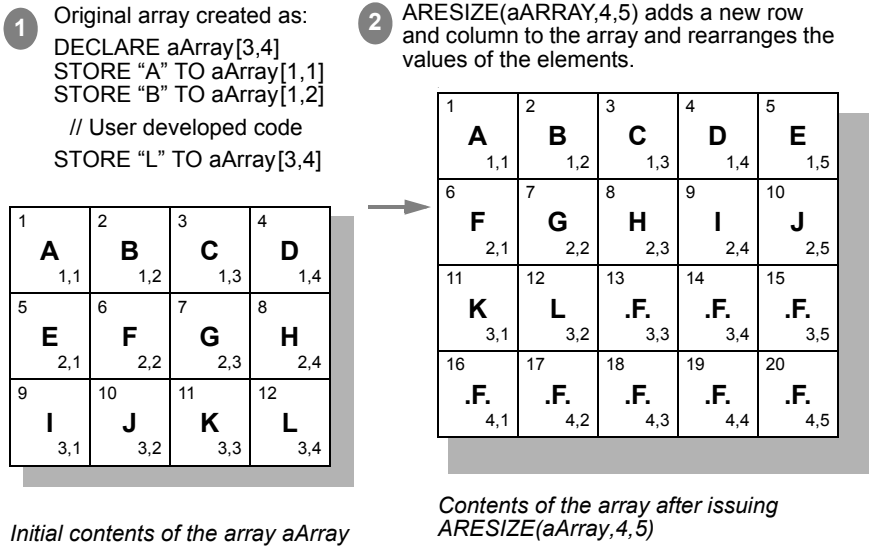 1
Original array created as:
DECLARE aArray[3,4]
STORE “A” TO aArray[1,1]
STORE “B” TO aArray[1,2]
// User developed code
STORE “L” TO aArray[3,4]
1 2 3 4
A B C D
1,1 1,2 1,3 1,4
5 6 7 8
E F G H
2,1 2,2 2,3 2,4
9 10 11 12
I J K L
3,1 3,2 3,3 3,4
Initial contents of the array aArray
2
ARESIZE(aARRAY,4,5) adds a new row
and column to the array and rearranges the
values of the elements.
1 2 3 4 5
A B C D E
1,1 1,2 1,3 1,4 1,5
6 7 8 9 10
F G H I J
2,1 2,2 2,3 2,4 2,5
11 12 13 14 15
K L .F. .F. .F.
3,1 3,2 3,3 3,4 3,5
16 17 18 19 20
.F. .F. .F. .F. .F.
4,1 4,2 4,3 4,4 4,5
Contents of the array after issuing
ARESIZE(aArray,4,5)